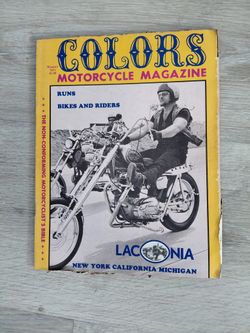 COLORS
MOTORCYCLE MAGAZINE
RUNS
BIKES AND RIDERS
★ THE NON-CONFORMING MOTORCYCLIST'S BIBLE ★
LACONIA
NEW YORK CALIFORNIA MICHIGAN